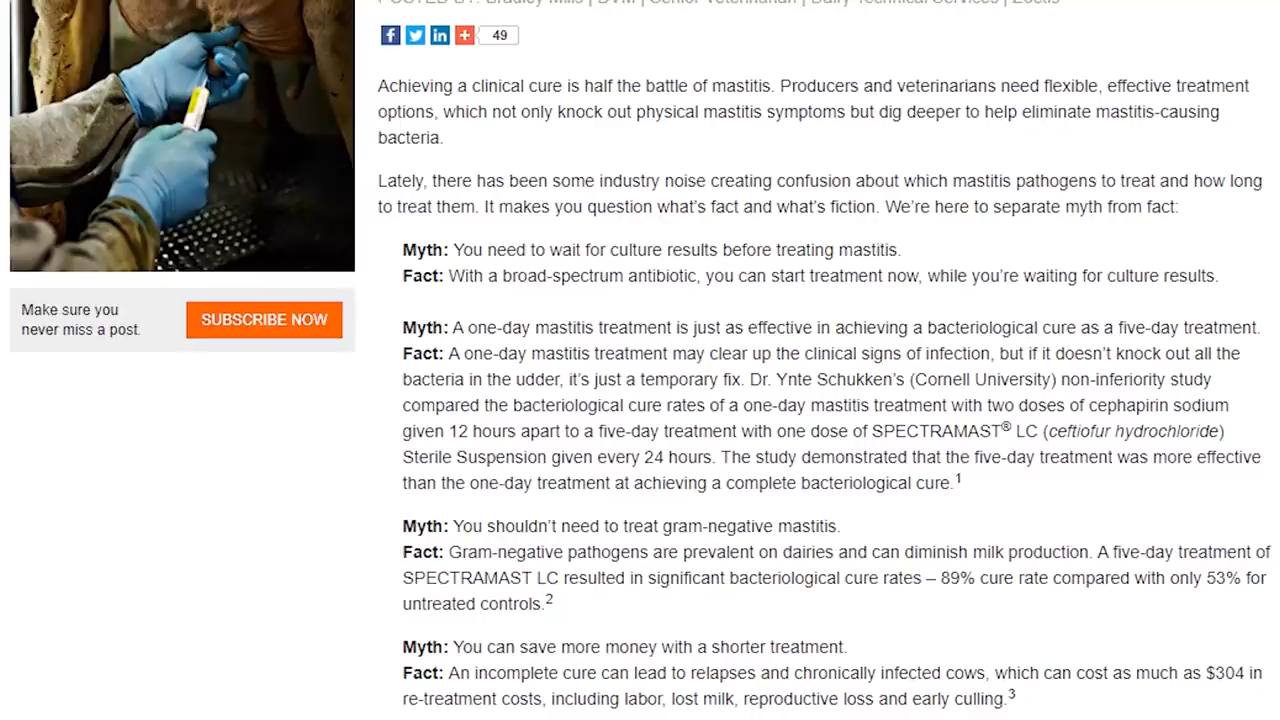 POSTED BY: Bradley Mills | DVM | Senior Veterinarian | Dairy Technical Services | Zoetis
49
Achieving a clinical cure is half the battle of mastitis. Producers and veterinarians need flexible, effective treatment
options, which not only knock out physical mastitis symptoms but dig deeper to help eliminate mastitis-causing
bacteria.
Lately, there has been some industry noise creating confusion about which mastitis pathogens to treat and how long
to treat them. It makes you question what’s fact and what’s fiction. We’re here to separate myth from fact:
Myth: You need to wait for culture results before treating mastitis.
Fact: With a broad-spectrum antibiotic, you can start treatment now, while you’re waiting for culture results.
Make sure you
never miss a post.
SUBSCRIBE NOW
Myth: A one-day mastitis treatment is just as effective in achieving a bacteriological cure as a five-day treatment.
Fact: A one-day mastitis treatment may clear up the clinical signs of infection, but if it doesn’t knock out all the
bacteria in the udder, it’s just a temporary fix. Dr. Ynte Schukken’s (Cornell University) non-inferiority study
compared the bacteriological cure rates of a one-day mastitis treatment with two doses of cephapirin sodium
given 12 hours apart to a five-day treatment with one dose of SPECTRAMAST® LC (ceftiofur hydrochloride)
Sterile Suspension given every 24 hours. The study demonstrated that the five-day treatment was more effective
than the one-day treatment at achieving a complete bacteriological cure.1
Myth: You shouldn’t need to treat gram-negative mastitis.
Fact: Gram-negative pathogens are prevalent on dairies and can diminish milk production. A five-day treatment of
SPECTRAMAST LC resulted in significant bacteriological cure rates – 89% cure rate compared with only 53% for
untreated controls.2
Myth: You can save more money with a shorter treatment.
Fact: An incomplete cure can lead to relapses and chronically infected cows, which can cost as much as $304 in
re-treatment costs, including labor, lost milk, reproductive loss and early culling.3